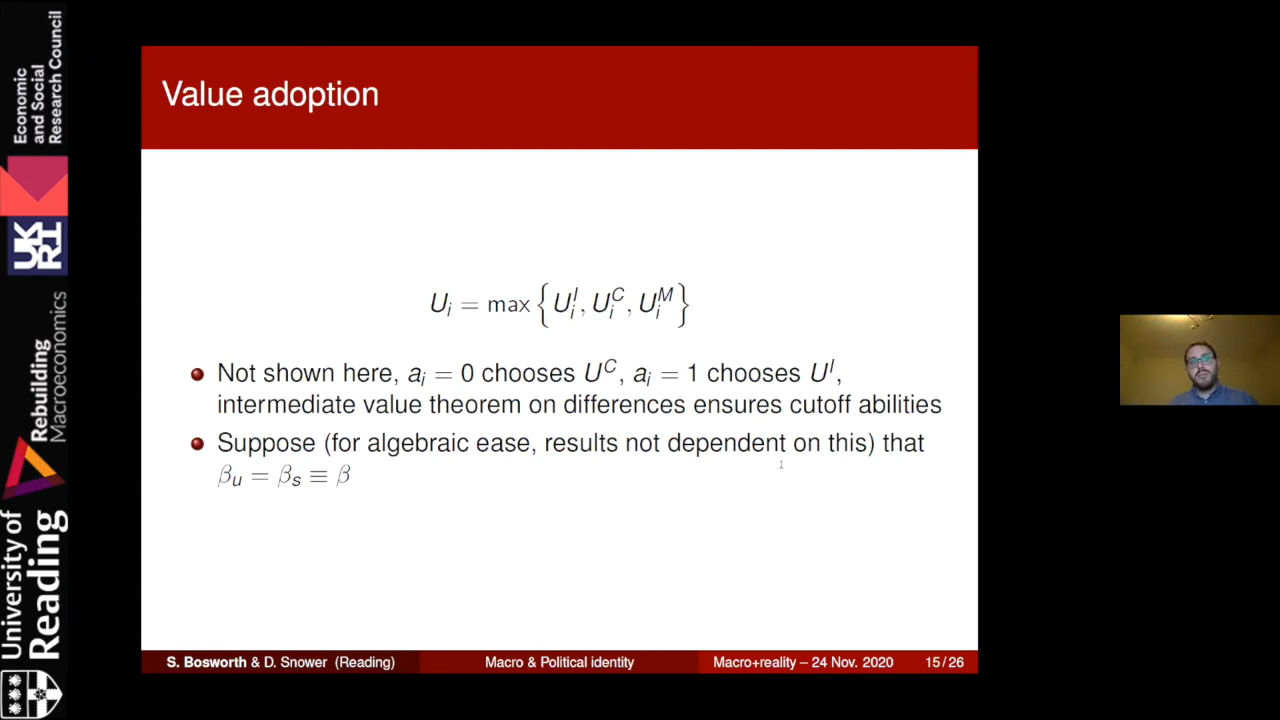 Economic
and Social
Research Council
UKRI
Rebuilding
Macroeconomics
University of
Reading
Value adoption
U_i = max { U_i^I, U_i^C, U_i^M }
Not shown here, a_i = 0 chooses U^C, a_i = 1 chooses U^I,
intermediate value theorem on differences ensures cutoff abilities
Suppose (for algebraic ease, results not dependent on this) that
β_u = β_s ≡ β
S. Bosworth & D. Snower (Reading)
Macro & Political identity
Macro+reality – 24 Nov. 2020
15 / 26